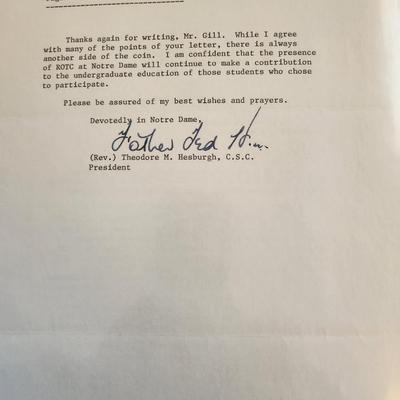 --------------------------------
Thanks again for writing, Mr. Gill. While I agree
with many of the points of your letter, there is always
another side of the coin. I am confident that the presence
of ROTC at Notre Dame will continue to make a contribution
to the undergraduate education of those students who chose
to participate.
Please be assured of my best wishes and prayers.
Devotedly in Notre Dame,
Father Ted
(Rev.) Theodore M. Hesburgh, C.S.C.
President